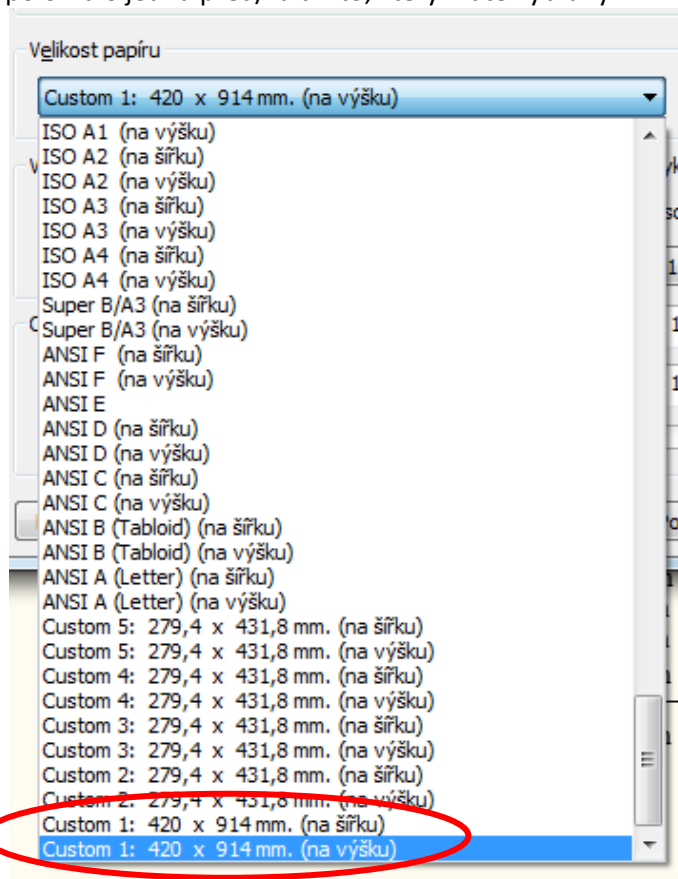 Velikost papíru
Custom 1: 420 x 914 mm. (na výšku)
ISO A1 (na výšku)
ISO A2 (na šířku)
ISO A2 (na výšku)
ISO A3 (na šířku)
ISO A3 (na výšku)
ISO A4 (na šířku)
ISO A4 (na výšku)
Super B/A3 (na šířku)
Super B/A3 (na výšku)
ANSI F (na šířku)
ANSI F (na výšku)
ANSI E
ANSI D (na šířku)
ANSI D (na výšku)
ANSI C (na šířku)
ANSI C (na výšku)
ANSI B (Tabloid) (na šířku)
ANSI B (Tabloid) (na výšku)
ANSI A (Letter) (na šířku)
ANSI A (Letter) (na výšku)
Custom 5: 279,4 x 431,8 mm. (na šířku)
Custom 5: 279,4 x 431,8 mm. (na výšku)
Custom 4: 279,4 x 431,8 mm. (na šířku)
Custom 4: 279,4 x 431,8 mm. (na výšku)
Custom 3: 279,4 x 431,8 mm. (na šířku)
Custom 3: 279,4 x 431,8 mm. (na výšku)
Custom 2: 279,4 x 431,8 mm. (na šířku)
Custom 2: 279,4 x 431,8 mm. (na výšku)
Custom 1: 420 x 914 mm. (na šířku)
Custom 1: 420 x 914 mm. (na výšku)